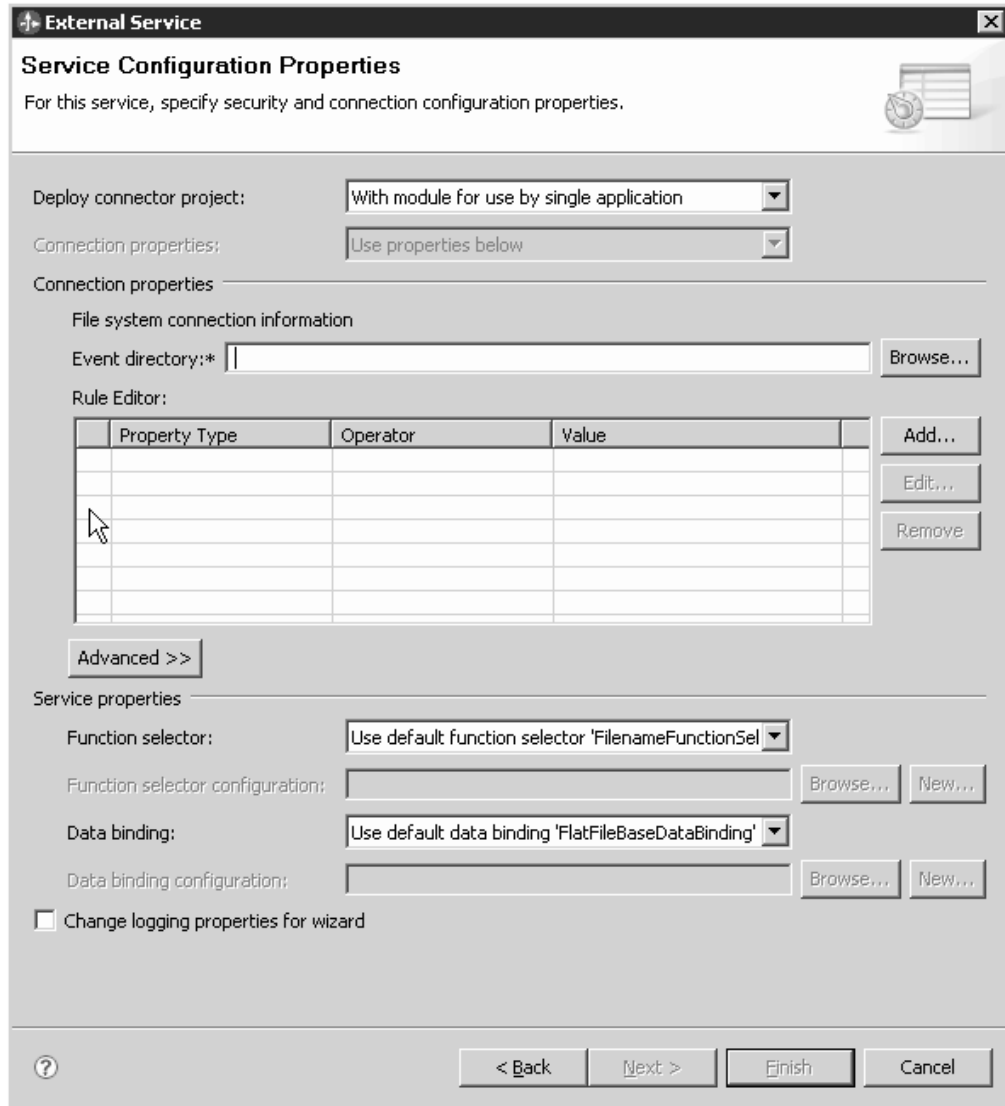 External Service
Service Configuration Properties
For this service, specify security and connection configuration properties.
Deploy connector project: With module for use by single application
Connection properties: Use properties below
Connection properties
File system connection information
Event directory:* Browse...
Rule Editor:
Property Type Operator Value Add...
Edit...
Remove
Advanced >>
Service properties
Function selector: Use default function selector 'FilenameFunctionSel
Function selector configuration: Browse... New...
Data binding: Use default data binding 'FlatFileBaseDataBinding'
Data binding configuration: Browse... New...
Change logging properties for wizard
? < Back Next > Finish Cancel